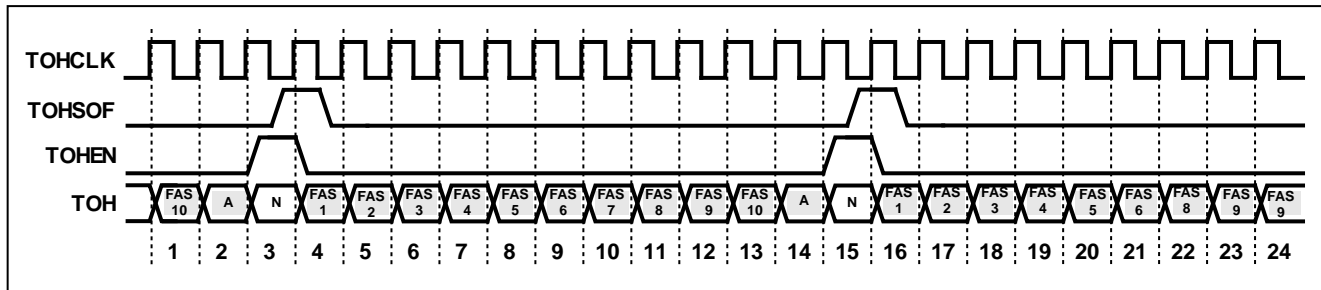 TOHCLK
TOHSOF
TOHEN
TOH FAS 10 A N FAS 1 FAS 2 FAS 3 FAS 4 FAS 5 FAS 6 FAS 7 FAS 8 FAS 9 FAS 10 A N FAS 1 FAS 2 FAS 3 FAS 4 FAS 5 FAS 6 FAS 8 FAS 9 FAS 9
1 2 3 4 5 6 7 8 9 10 11 12 13 14 15 16 17 18 19 20 21 22 23 24